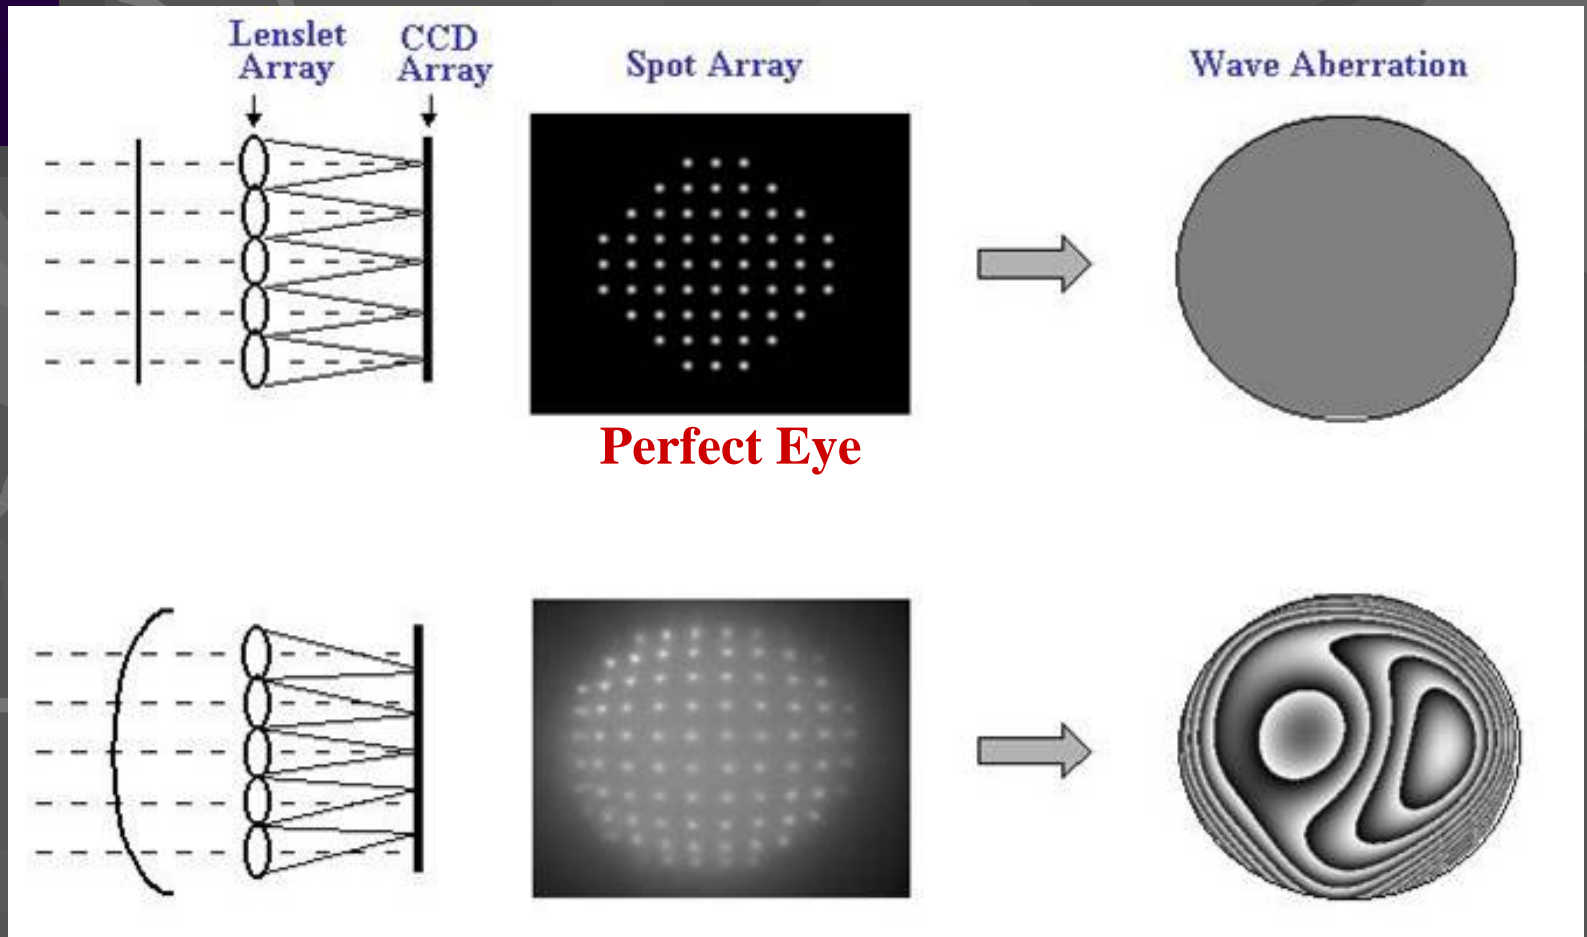 Lenslet
Array
CCD
Array
Spot Array
Wave Aberration
Perfect Eye